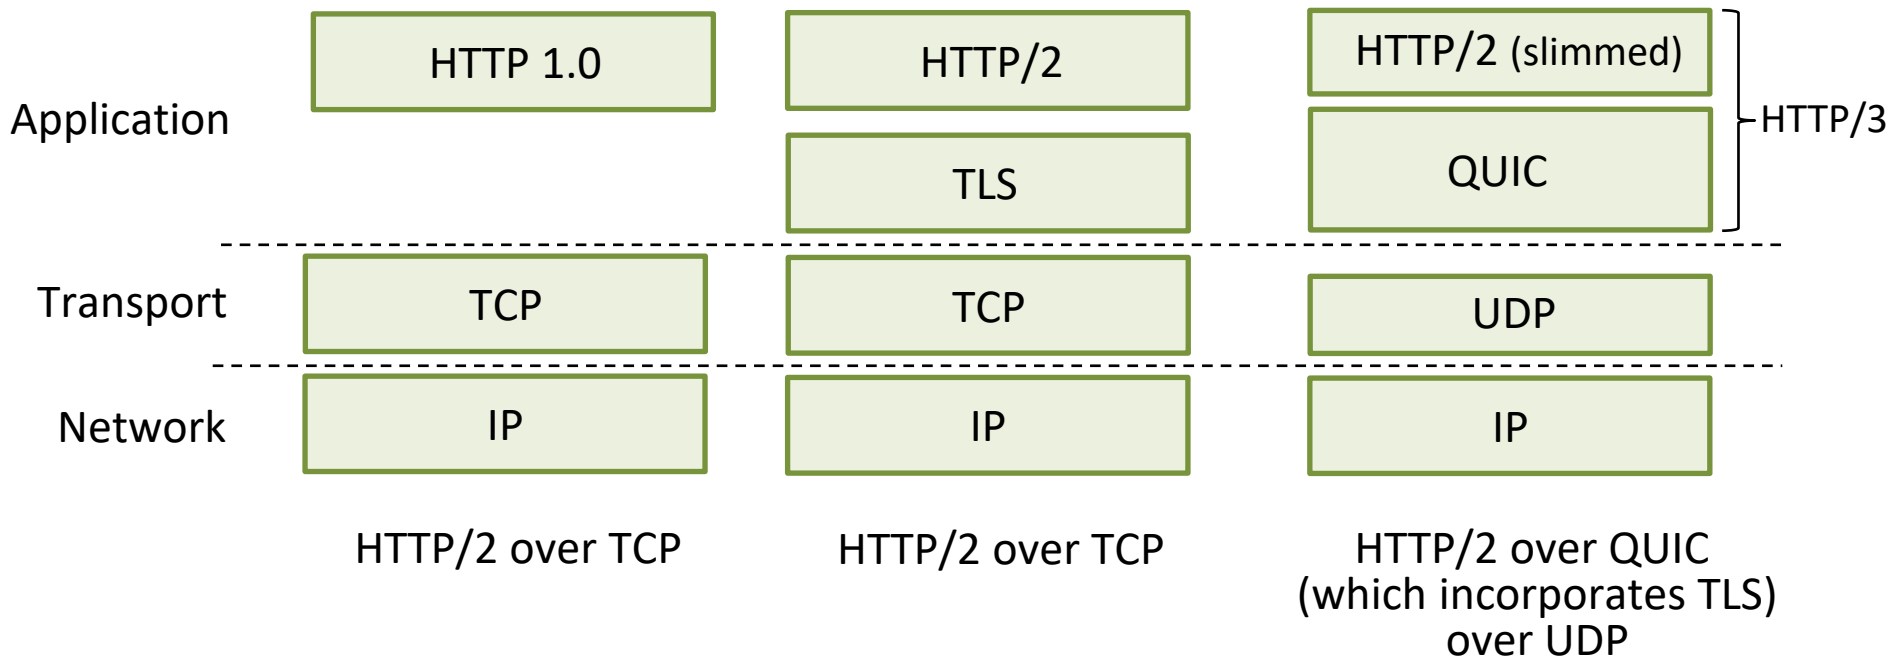 HTTP 1.0
HTTP/2
HTTP/2 (slimmed)
Application
HTTP/3
TLS
QUIC
Transport
TCP
TCP
UDP
Network
IP
IP
IP
HTTP/2 over TCP
HTTP/2 over TCP
HTTP/2 over QUIC
(which incorporates TLS)
over UDP